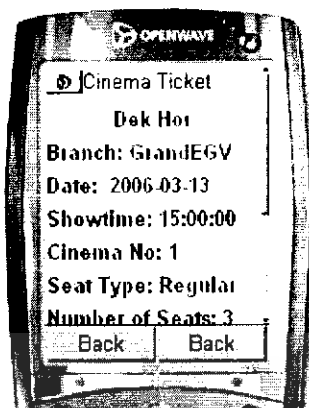 OPENWAVE
Cinema Ticket
Dek Hor
Branch: GrandEGV
Date: 2006-03-13
Showtime: 15:00:00
Cinema No: 1
Seat Type: Regular
Number of Seats: 3
Back Back